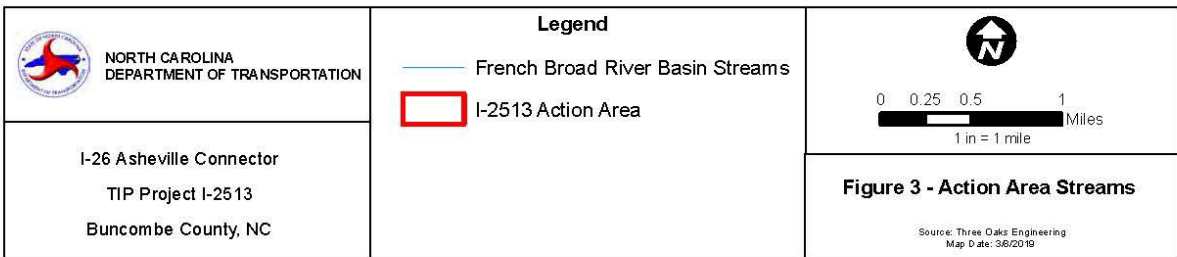 NORTH CAROLINA
DEPARTMENT OF TRANSPORTATION
I-26 Asheville Connector
TIP Project I-2513
Buncombe County, NC
Legend
French Broad River Basin Streams
I-2513 Action Area
N
0 0.25 0.5 1
Miles
1 in = 1 mile
Figure 3 - Action Area Streams
Source: Three Oaks Engineering
Map Date: 3/8/2019